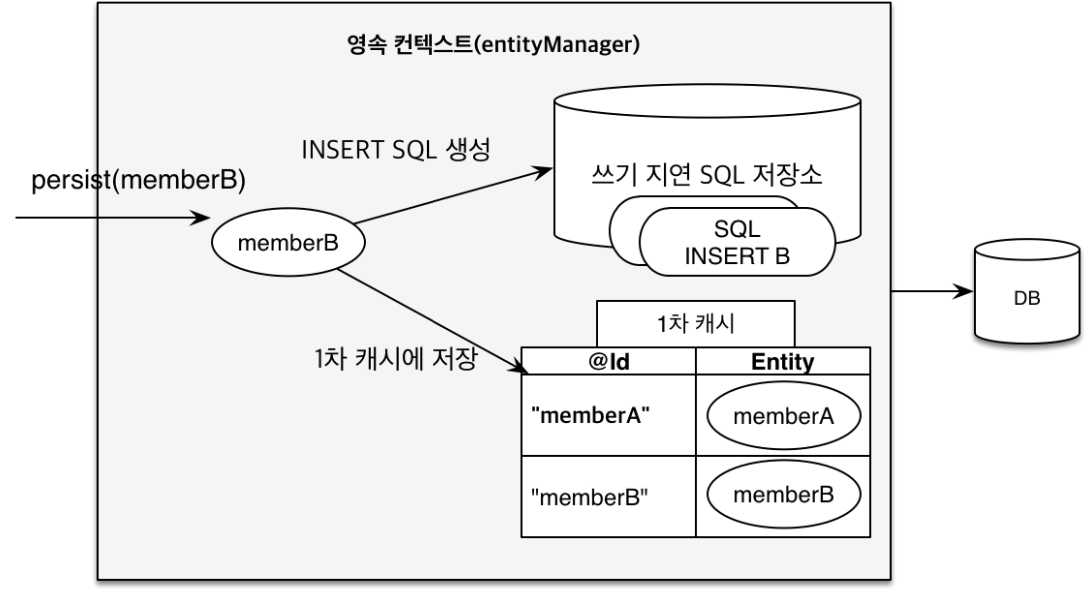 영속 컨텍스트(entityManager)
INSERT SQL 생성
persist(memberB)
쓰기 지연 SQL 저장소
memberB
SQL
INSERT B
DB
1차 캐시
1차 캐시에 저장
@Id Entity
"memberA" memberA
"memberB" memberB